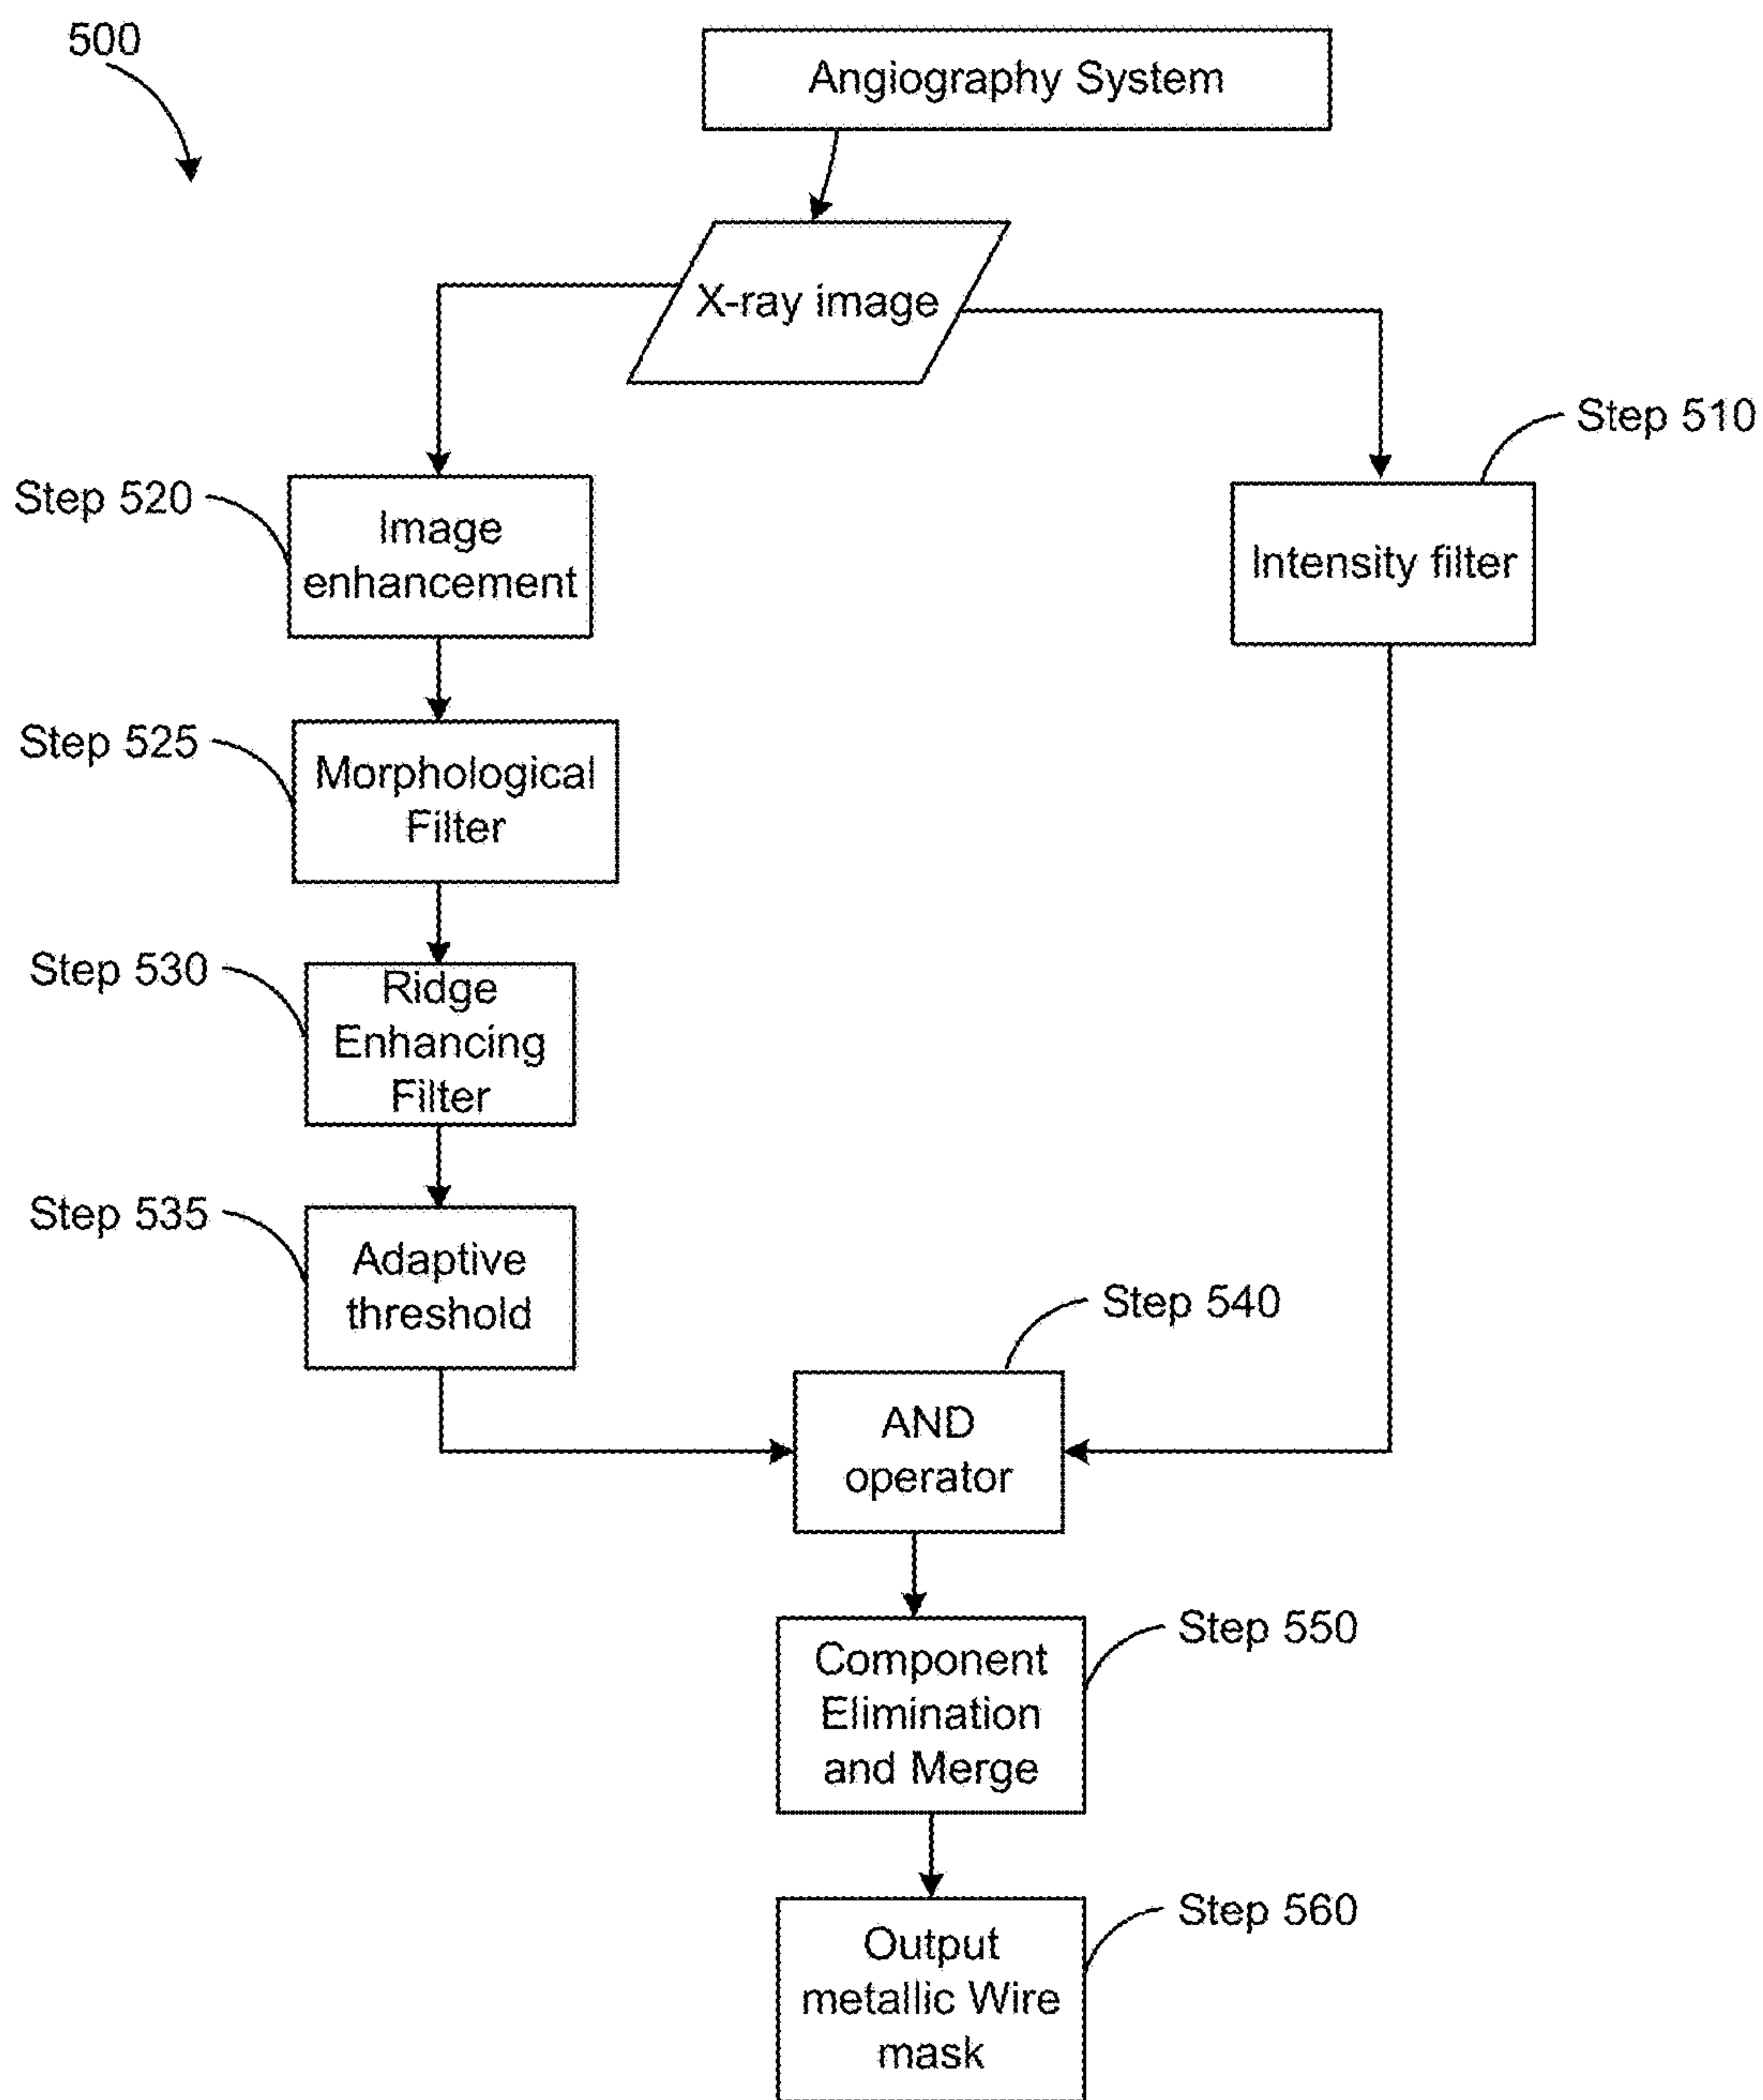 500
Angiography System
X-ray image
Step 510
Step 520
Image
enhancement
Intensity filter
Step 525
Morphological
Filter
Step 530
Ridge
Enhancing
Filter
Step 535
Adaptive
threshold
Step 540
AND
operator
Step 550
Component
Elimination
and Merge
Step 560
Output
metallic Wire
mask